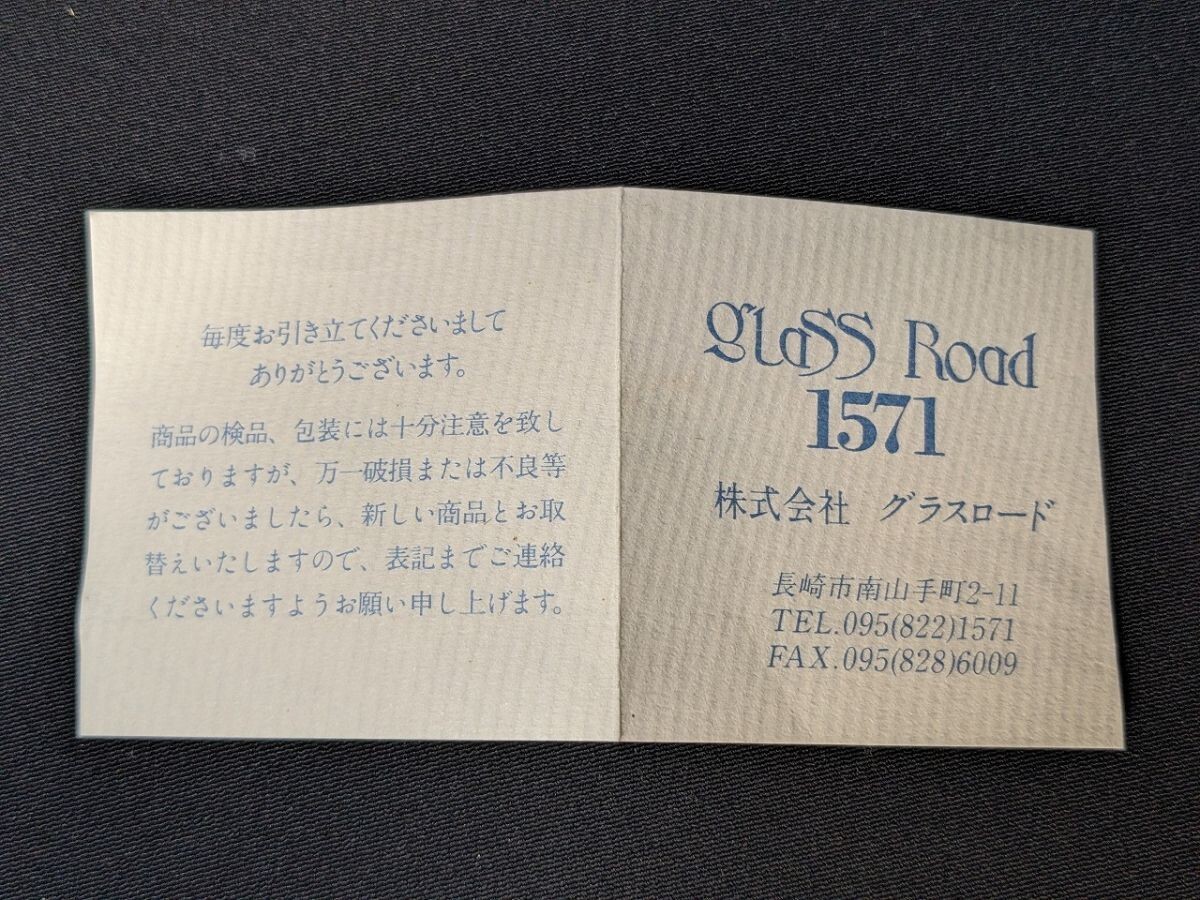 毎度お引き立てくださいまして
ありがとうございます。
商品の検品、包装には十分注意を致し
ておりますが、万一破損または不良等
がございましたら、新しい商品とお取
替えいたしますので、表記までご連絡
くださいますようお願い申し上げます。
glaSS Road
1571
株式会社 グラスロード
長崎市南山手町2-11
TEL.095(822)1571
FAX.095(828)6009